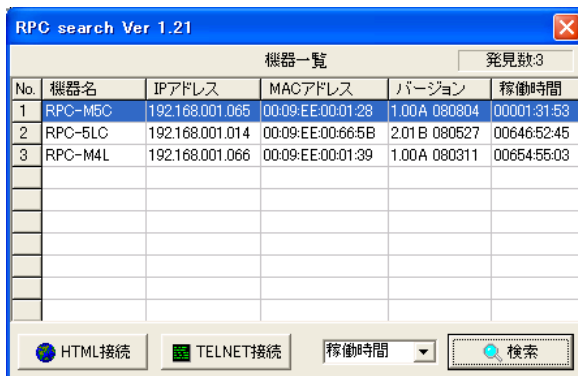 RPC search Ver 1.21
機器一覧 発見数:3
No. 機器名 IPアドレス MACアドレス バージョン 稼働時間
1 RPC-M5C 192.168.001.065 00:09:EE:00:01:28 1.00A 080804 00001:31:53
2 RPC-5LC 192.168.001.014 00:09:EE:00:66:5B 2.01B 080527 00646:52:45
3 RPC-M4L 192.168.001.066 00:09:EE:00:01:39 1.00A 080311 00654:55:03
HTML接続 TELNET接続 稼働時間 検索